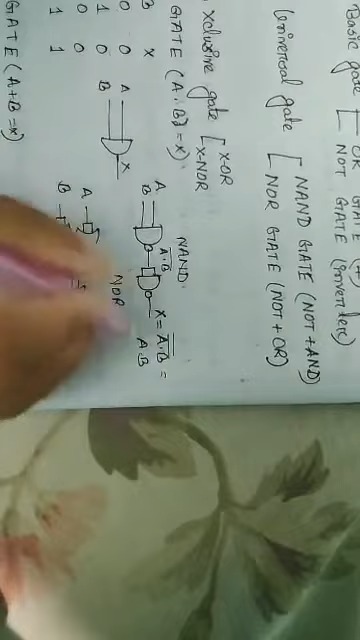 Basic gate [ OR GATE
NOT GATE (inverter)
Universal gate [ NAND GATE (NOT + AND)
NOR GATE (NOT + OR)
xclusive gate [ X-OR
X-NOR
GATE (A.B) = x).
B x
0 0
1 0
0 0
1 1
A
B
x
NAND.
A
B
A.B
x = A.B =
A.B
NOR
A
B
GATE (A+B = x)